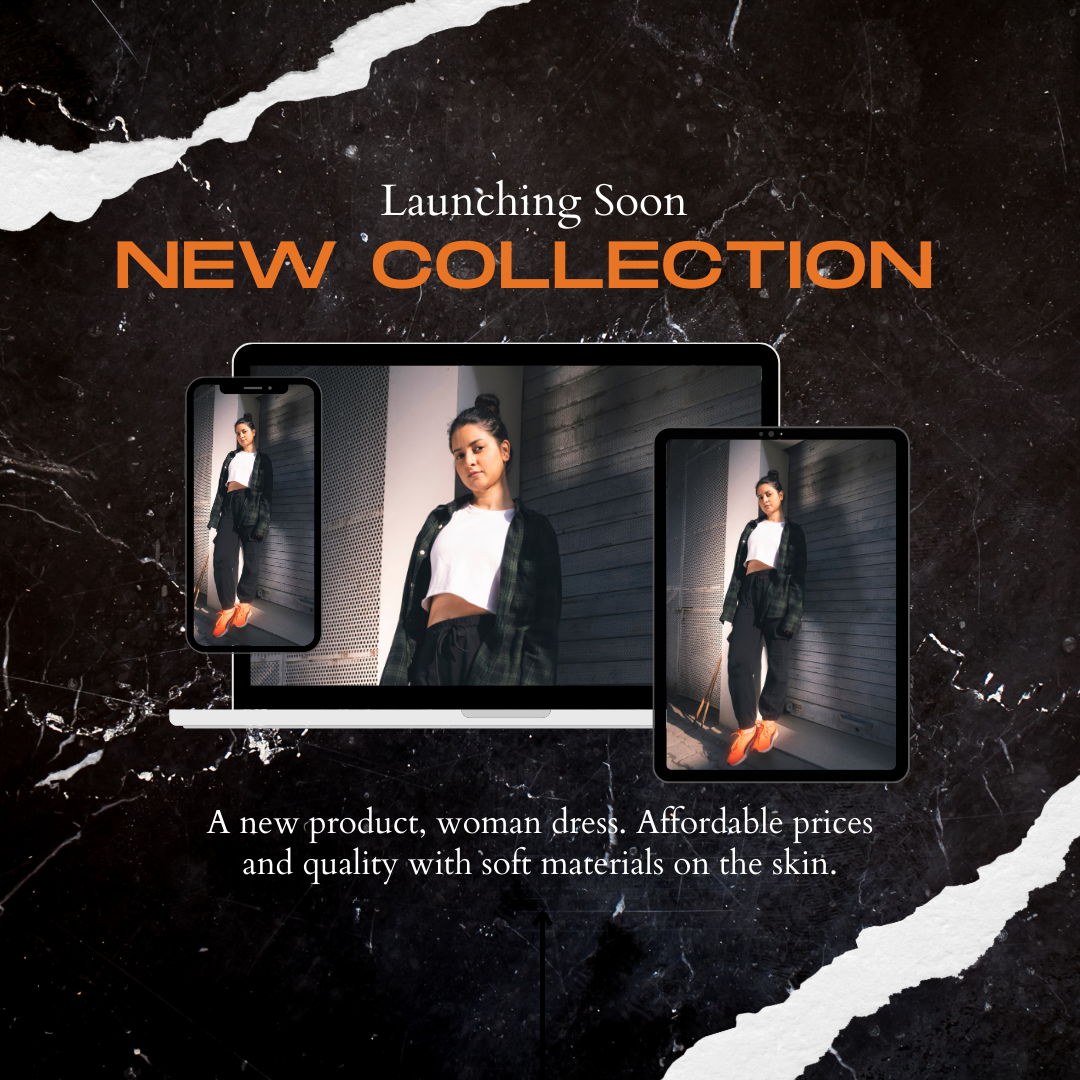 Launching Soon
NEW COLLECTION
A new product, woman dress. Affordable prices
and quality with soft materials on the skin.